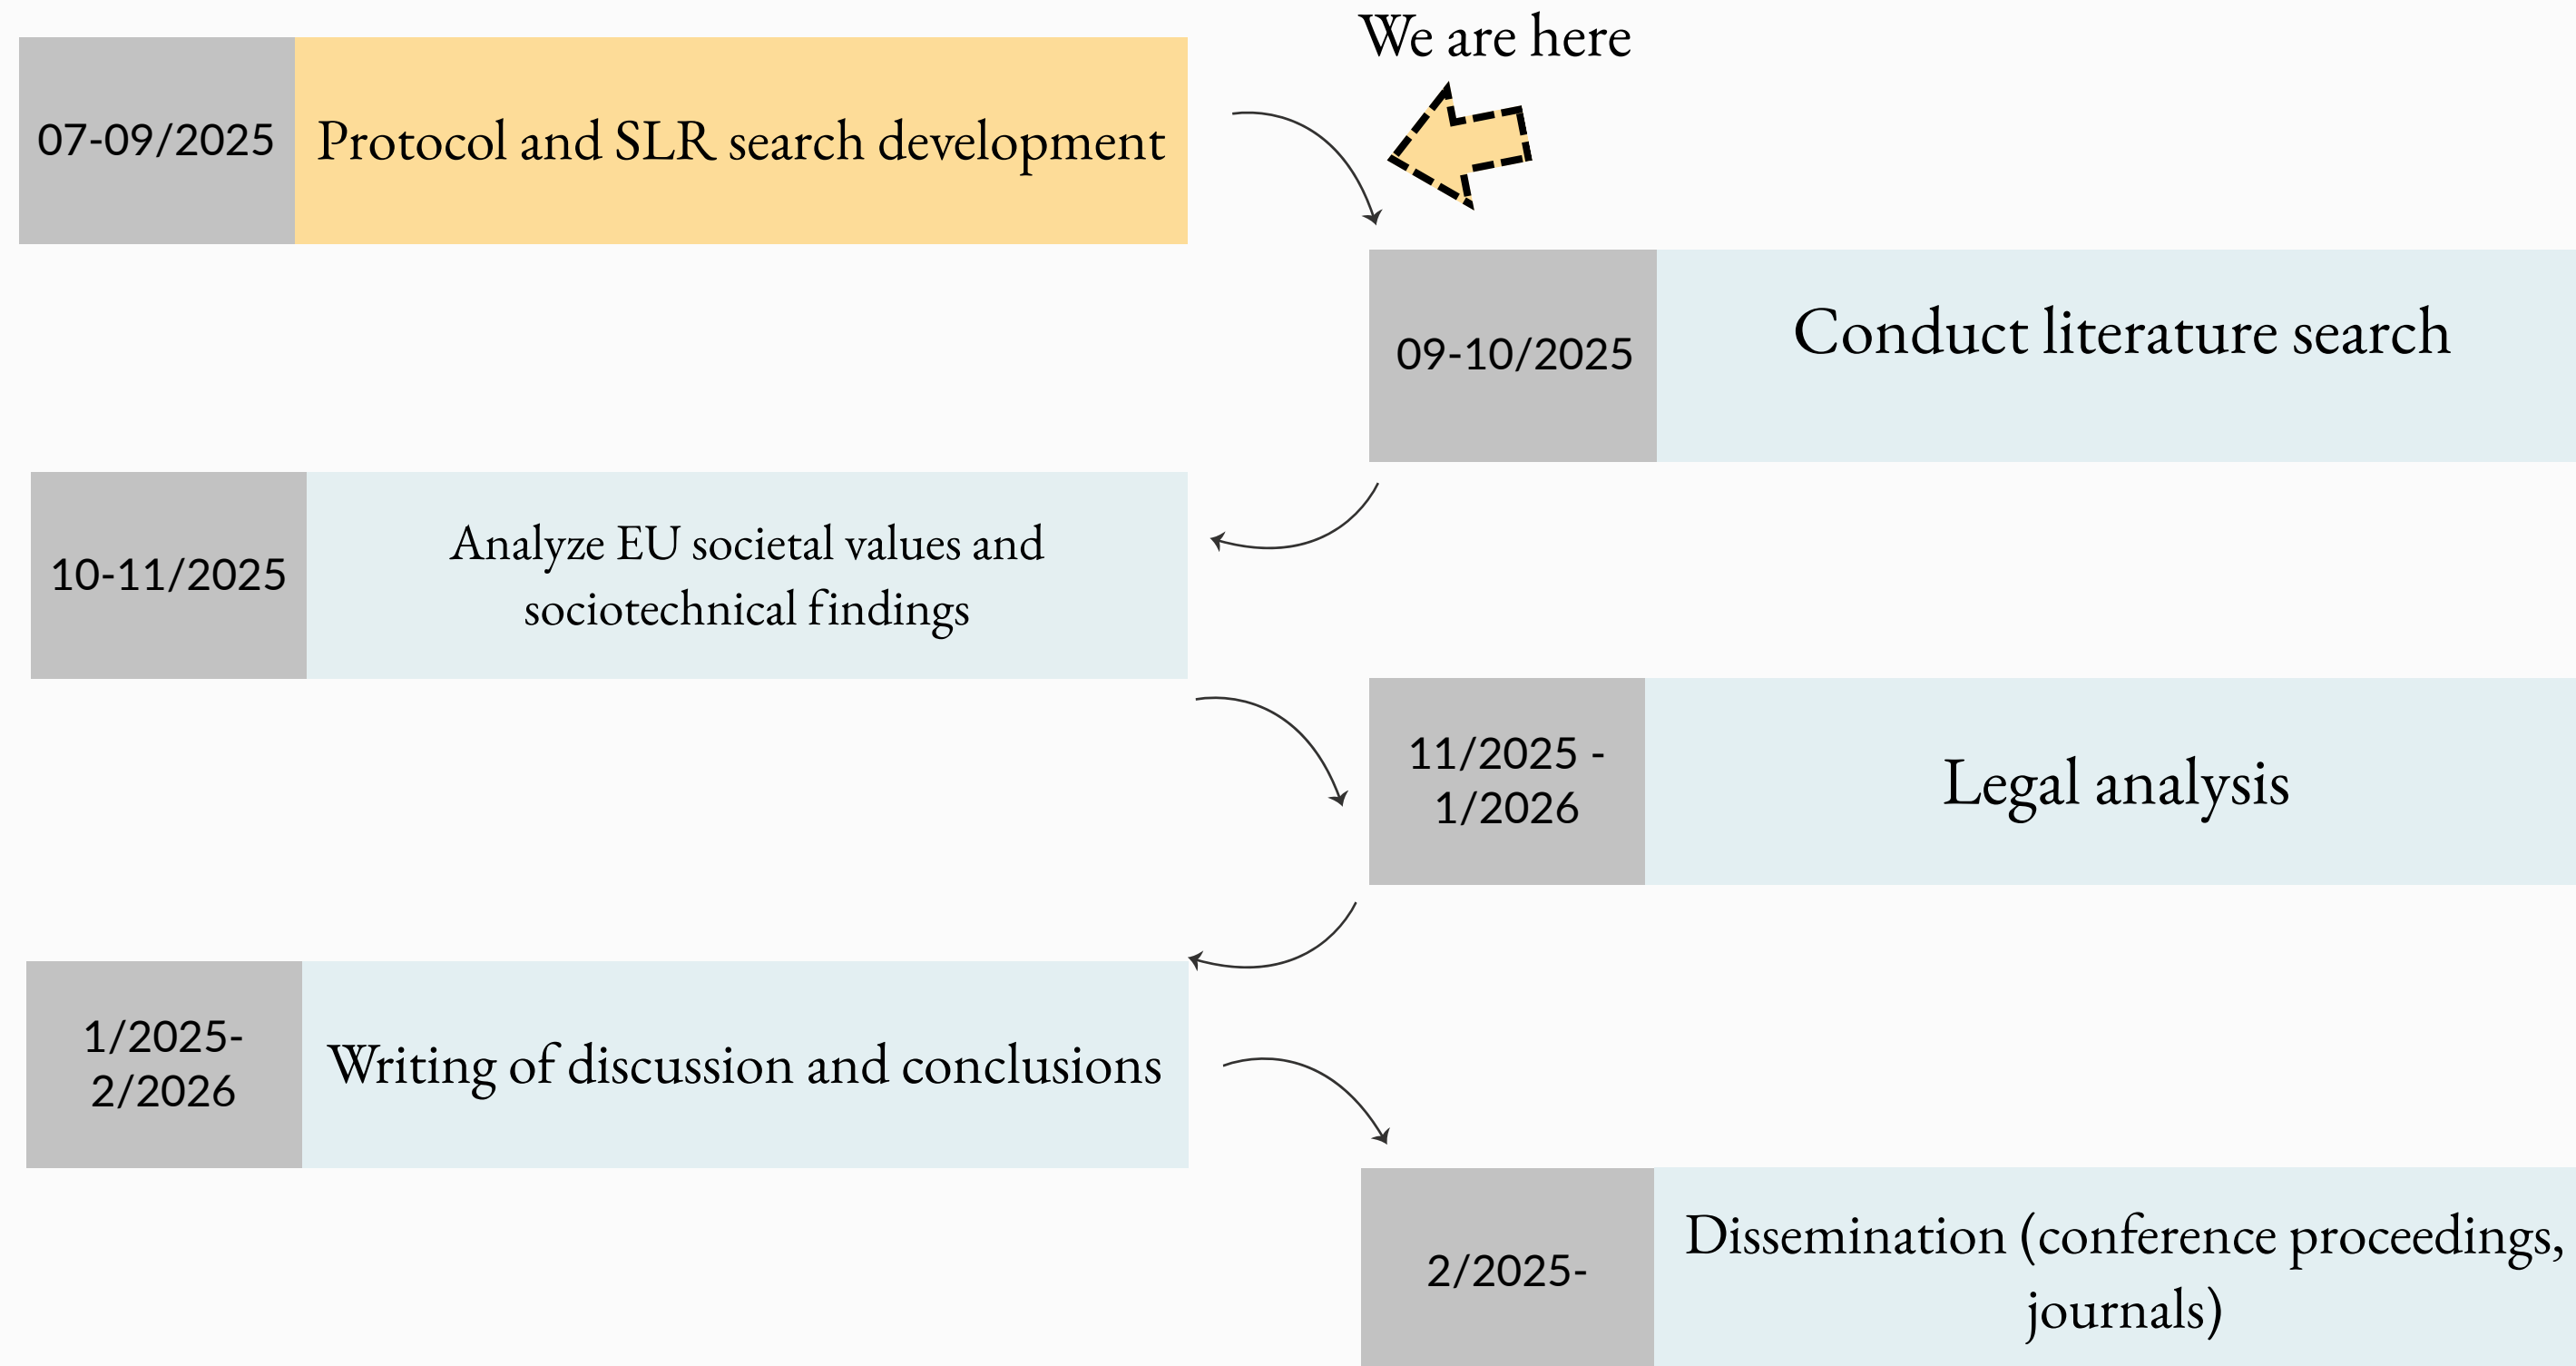 We are here
07-09/2025
Protocol and SLR search development
09-10/2025
Conduct literature search
10-11/2025
Analyze EU societal values and
sociotechnical findings
11/2025 -
1/2026
Legal analysis
1/2025-
2/2026
Writing of discussion and conclusions
2/2025-
Dissemination (conference proceedings,
journals)